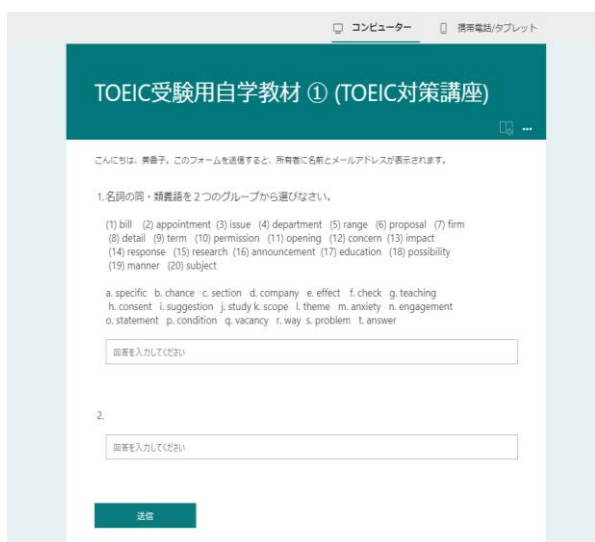 コンピューター
携帯電話/タブレット
TOEIC受験用自学教材 ① (TOEIC対策講座)
こんにちは、美香子。このフォームを送信すると、所有者に名前とメールアドレスが表示されます。
1. 名詞の同・類義語を２つのグループから選びなさい。
(1) bill (2) appointment (3) issue (4) department (5) range (6) proposal (7) firm
(8) detail (9) term (10) permission (11) opening (12) concern (13) impact
(14) response (15) research (16) announcement (17) education (18) possibility
(19) manner (20) subject
a. specific b. chance c. section d. company e. effect f. check g. teaching
h. consent i. suggestion j. study k. scope l. theme m. anxiety n. engagement
o. statement p. condition q. vacancy r. way s. problem t. answer
回答を入力してください
2.
回答を入力してください
送信